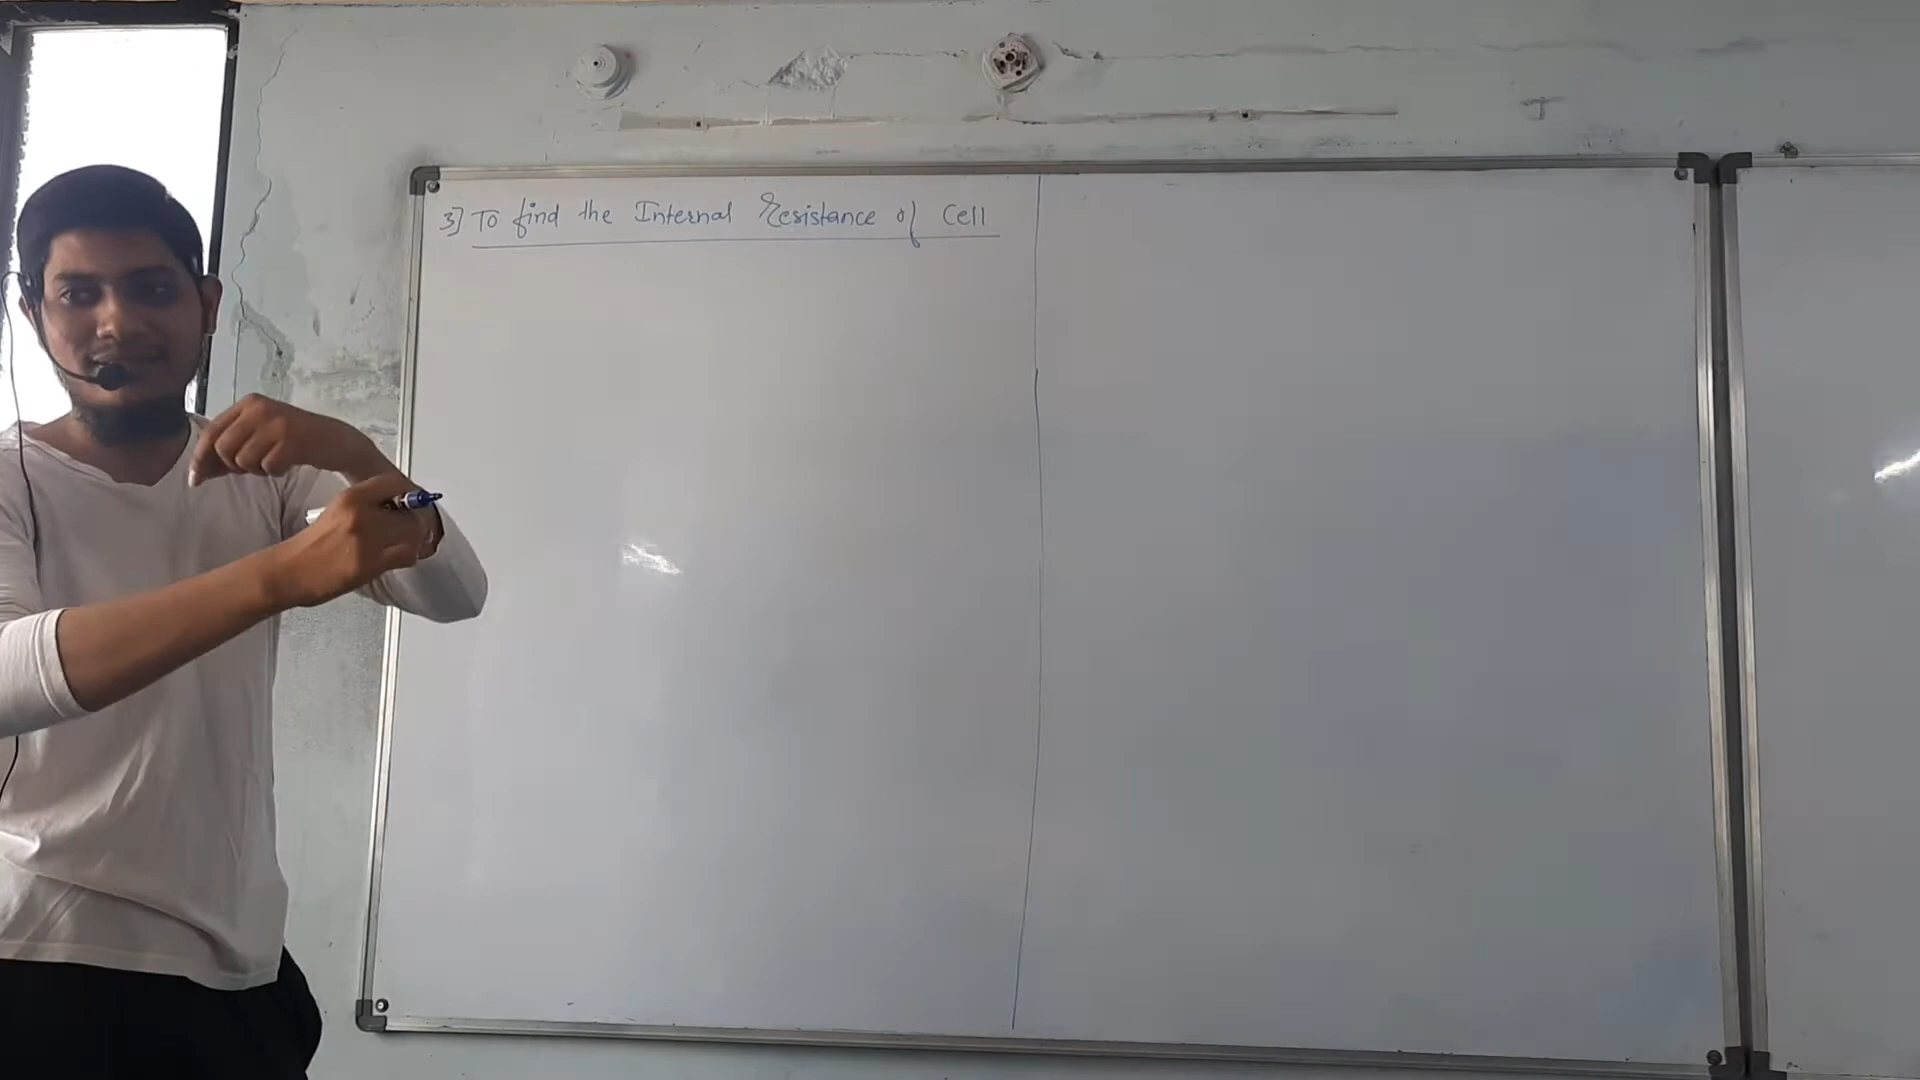 3] To find the Internal Resistance of Cell